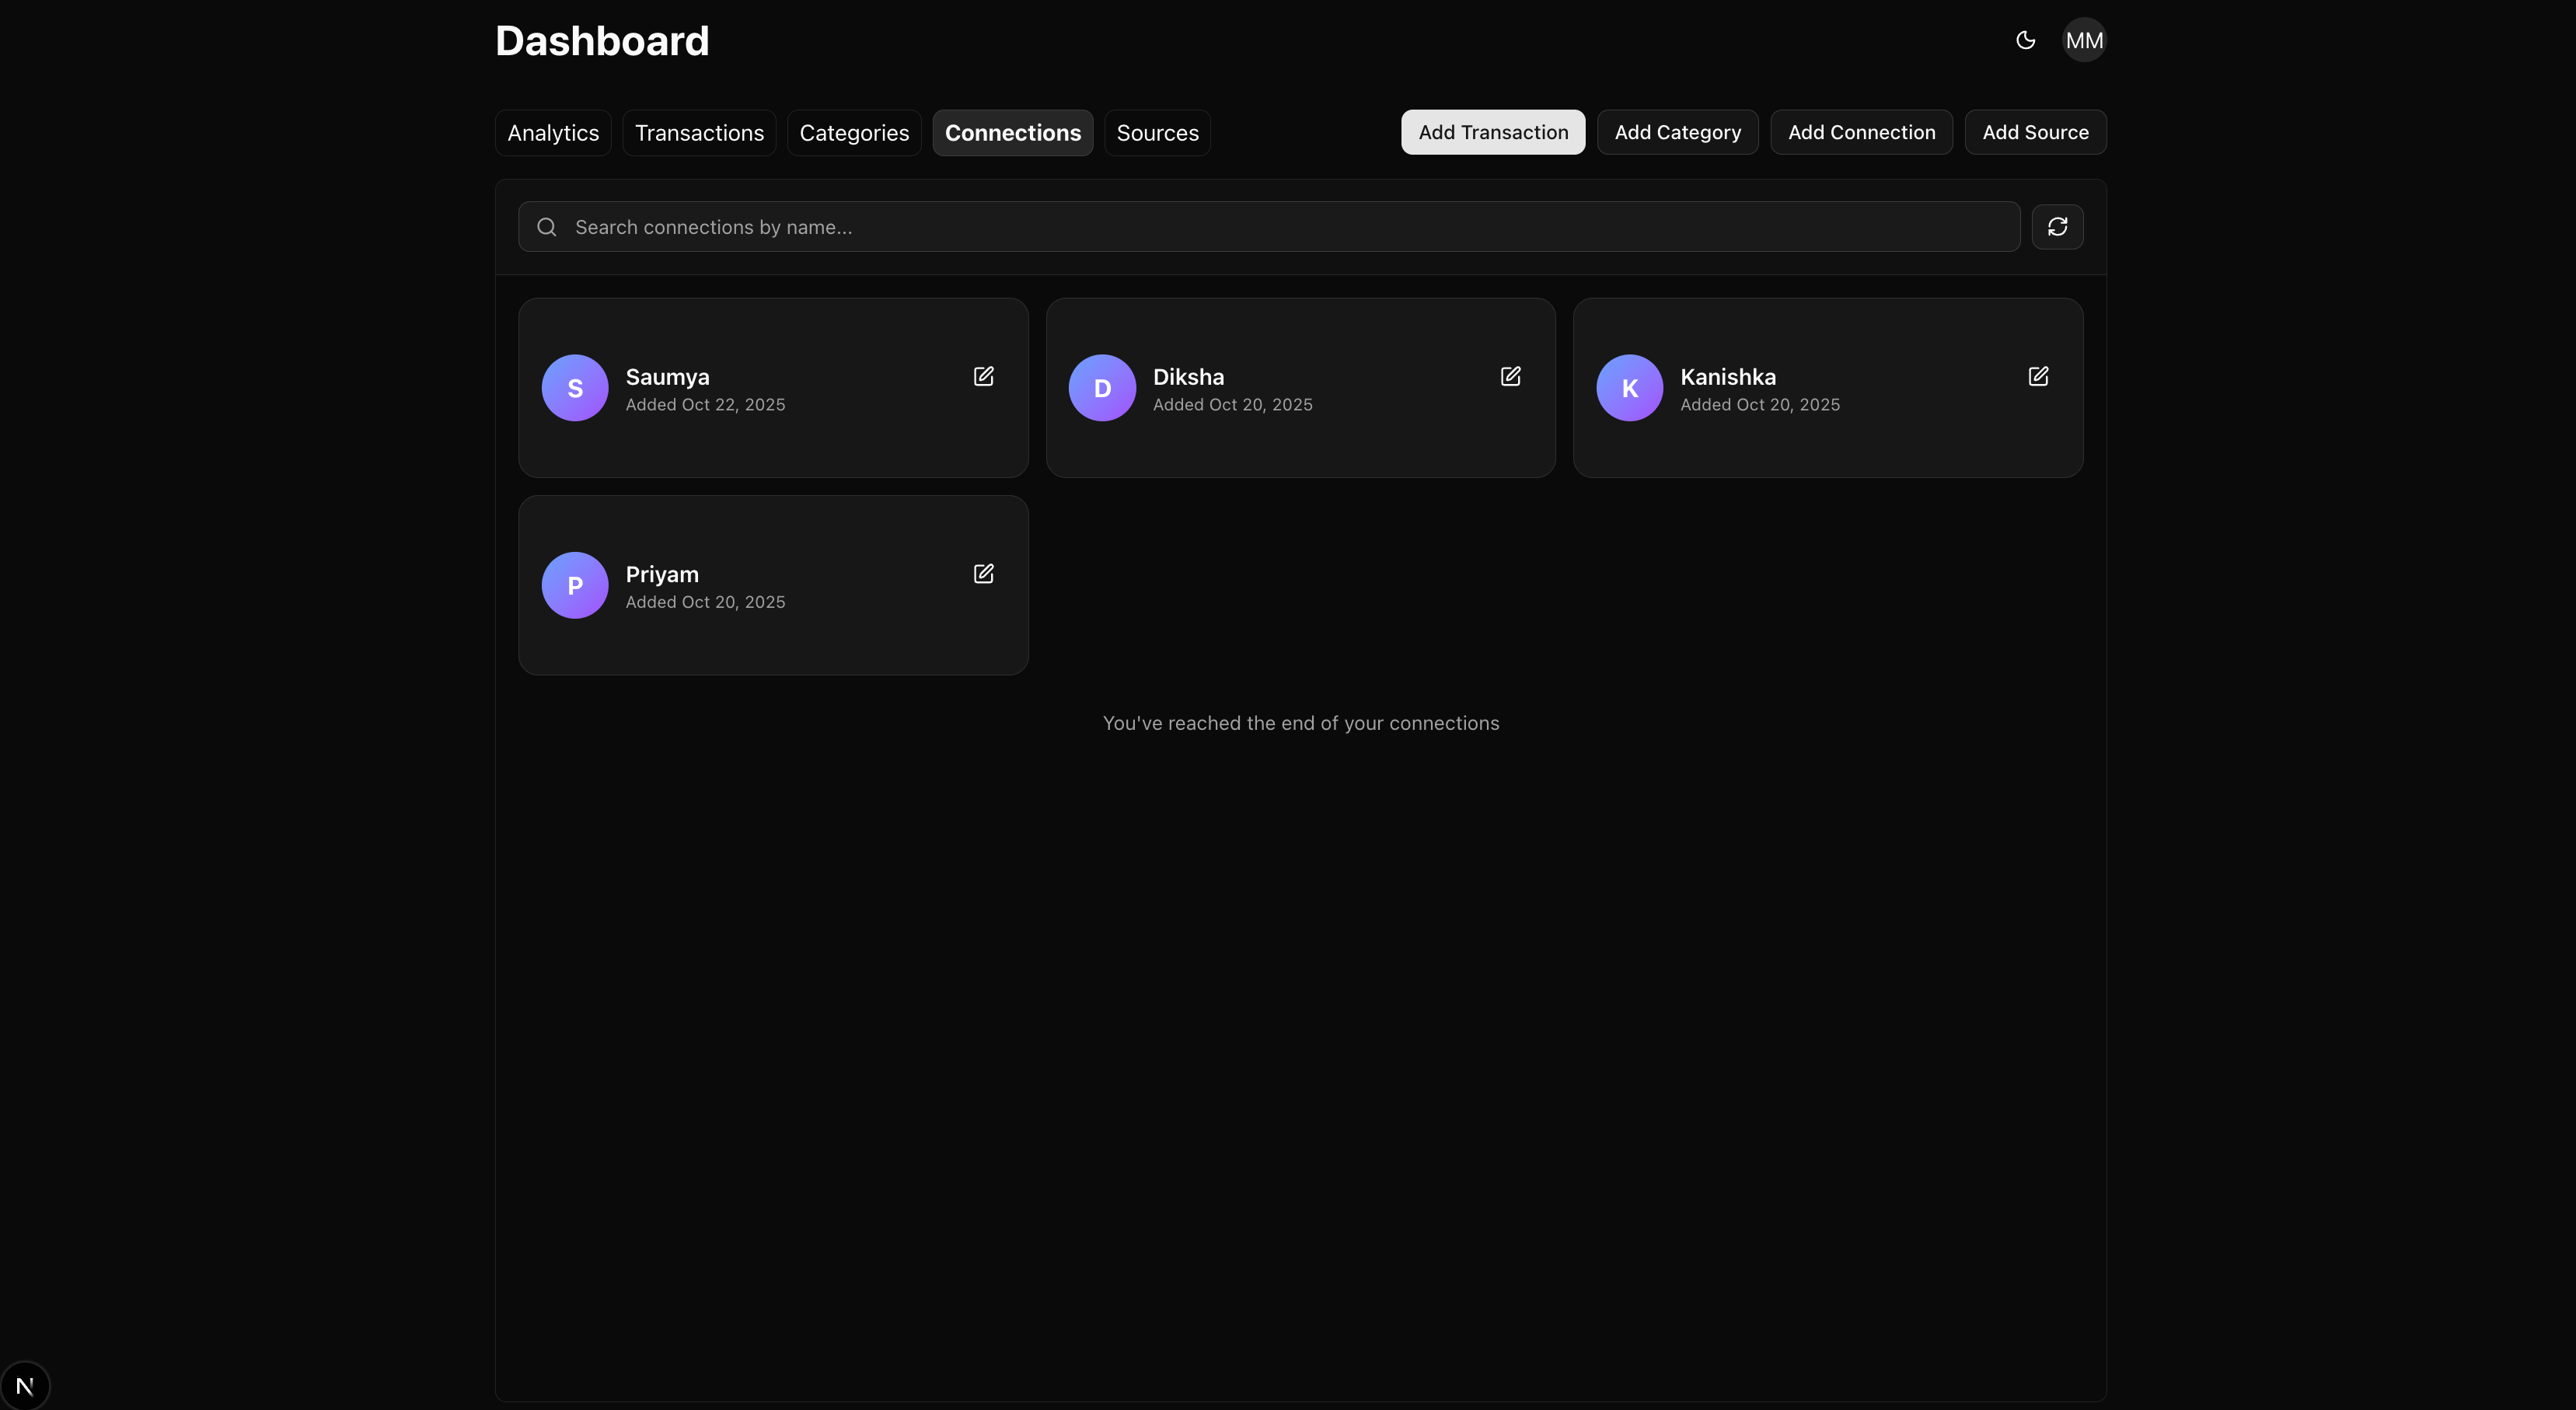 Dashboard
MM
Analytics
Transactions
Categories
Connections
Sources
Add Transaction
Add Category
Add Connection
Add Source
Search connections by name...
S
Saumya
Added Oct 22, 2025
D
Diksha
Added Oct 20, 2025
K
Kanishka
Added Oct 20, 2025
P
Priyam
Added Oct 20, 2025
You've reached the end of your connections
N